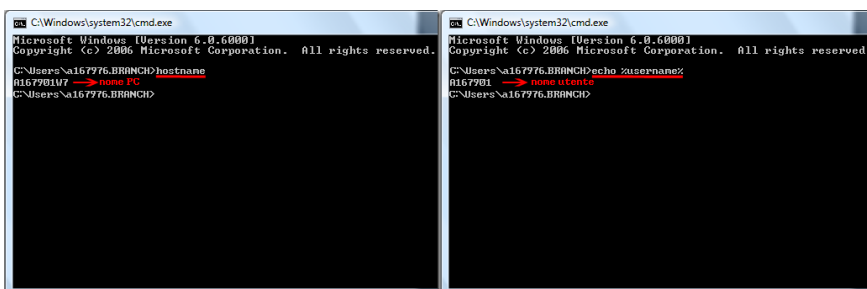 C:\Windows\system32\cmd.exe
Microsoft Windows [Version 6.0.6000]
Copyright (c) 2006 Microsoft Corporation. All rights reserved.
C:\Users\a167976.BRANCH>hostname
A167901W7 nome PC
C:\Users\a167976.BRANCH>
C:\Windows\system32\cmd.exe
Microsoft Windows [Version 6.0.6000]
Copyright (c) 2006 Microsoft Corporation. All rights reserved
C:\Users\a167976.BRANCH>echo %username%
A167901 nome utente
C:\Users\a167976.BRANCH>